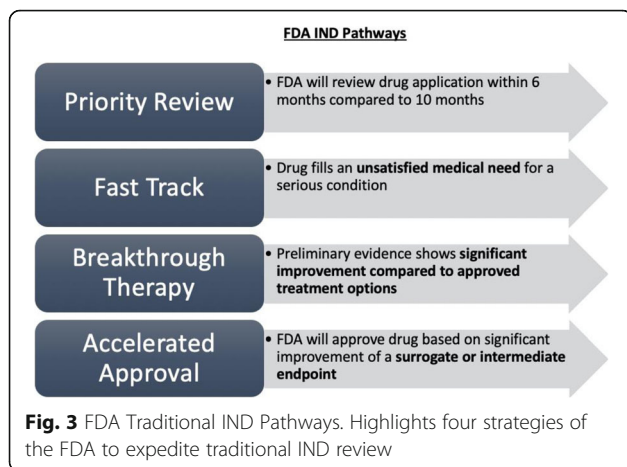 FDA IND Pathways
Priority Review
• FDA will review drug application within 6
months compared to 10 months
Fast Track
• Drug fills an unsatisfied medical need for a
serious condition
Breakthrough
Therapy
• Preliminary evidence shows significant
improvement compared to approved
treatment options
Accelerated
Approval
• FDA will approve drug based on significant
improvement of a surrogate or intermediate
endpoint
Fig. 3 FDA Traditional IND Pathways. Highlights four strategies of
the FDA to expedite traditional IND review